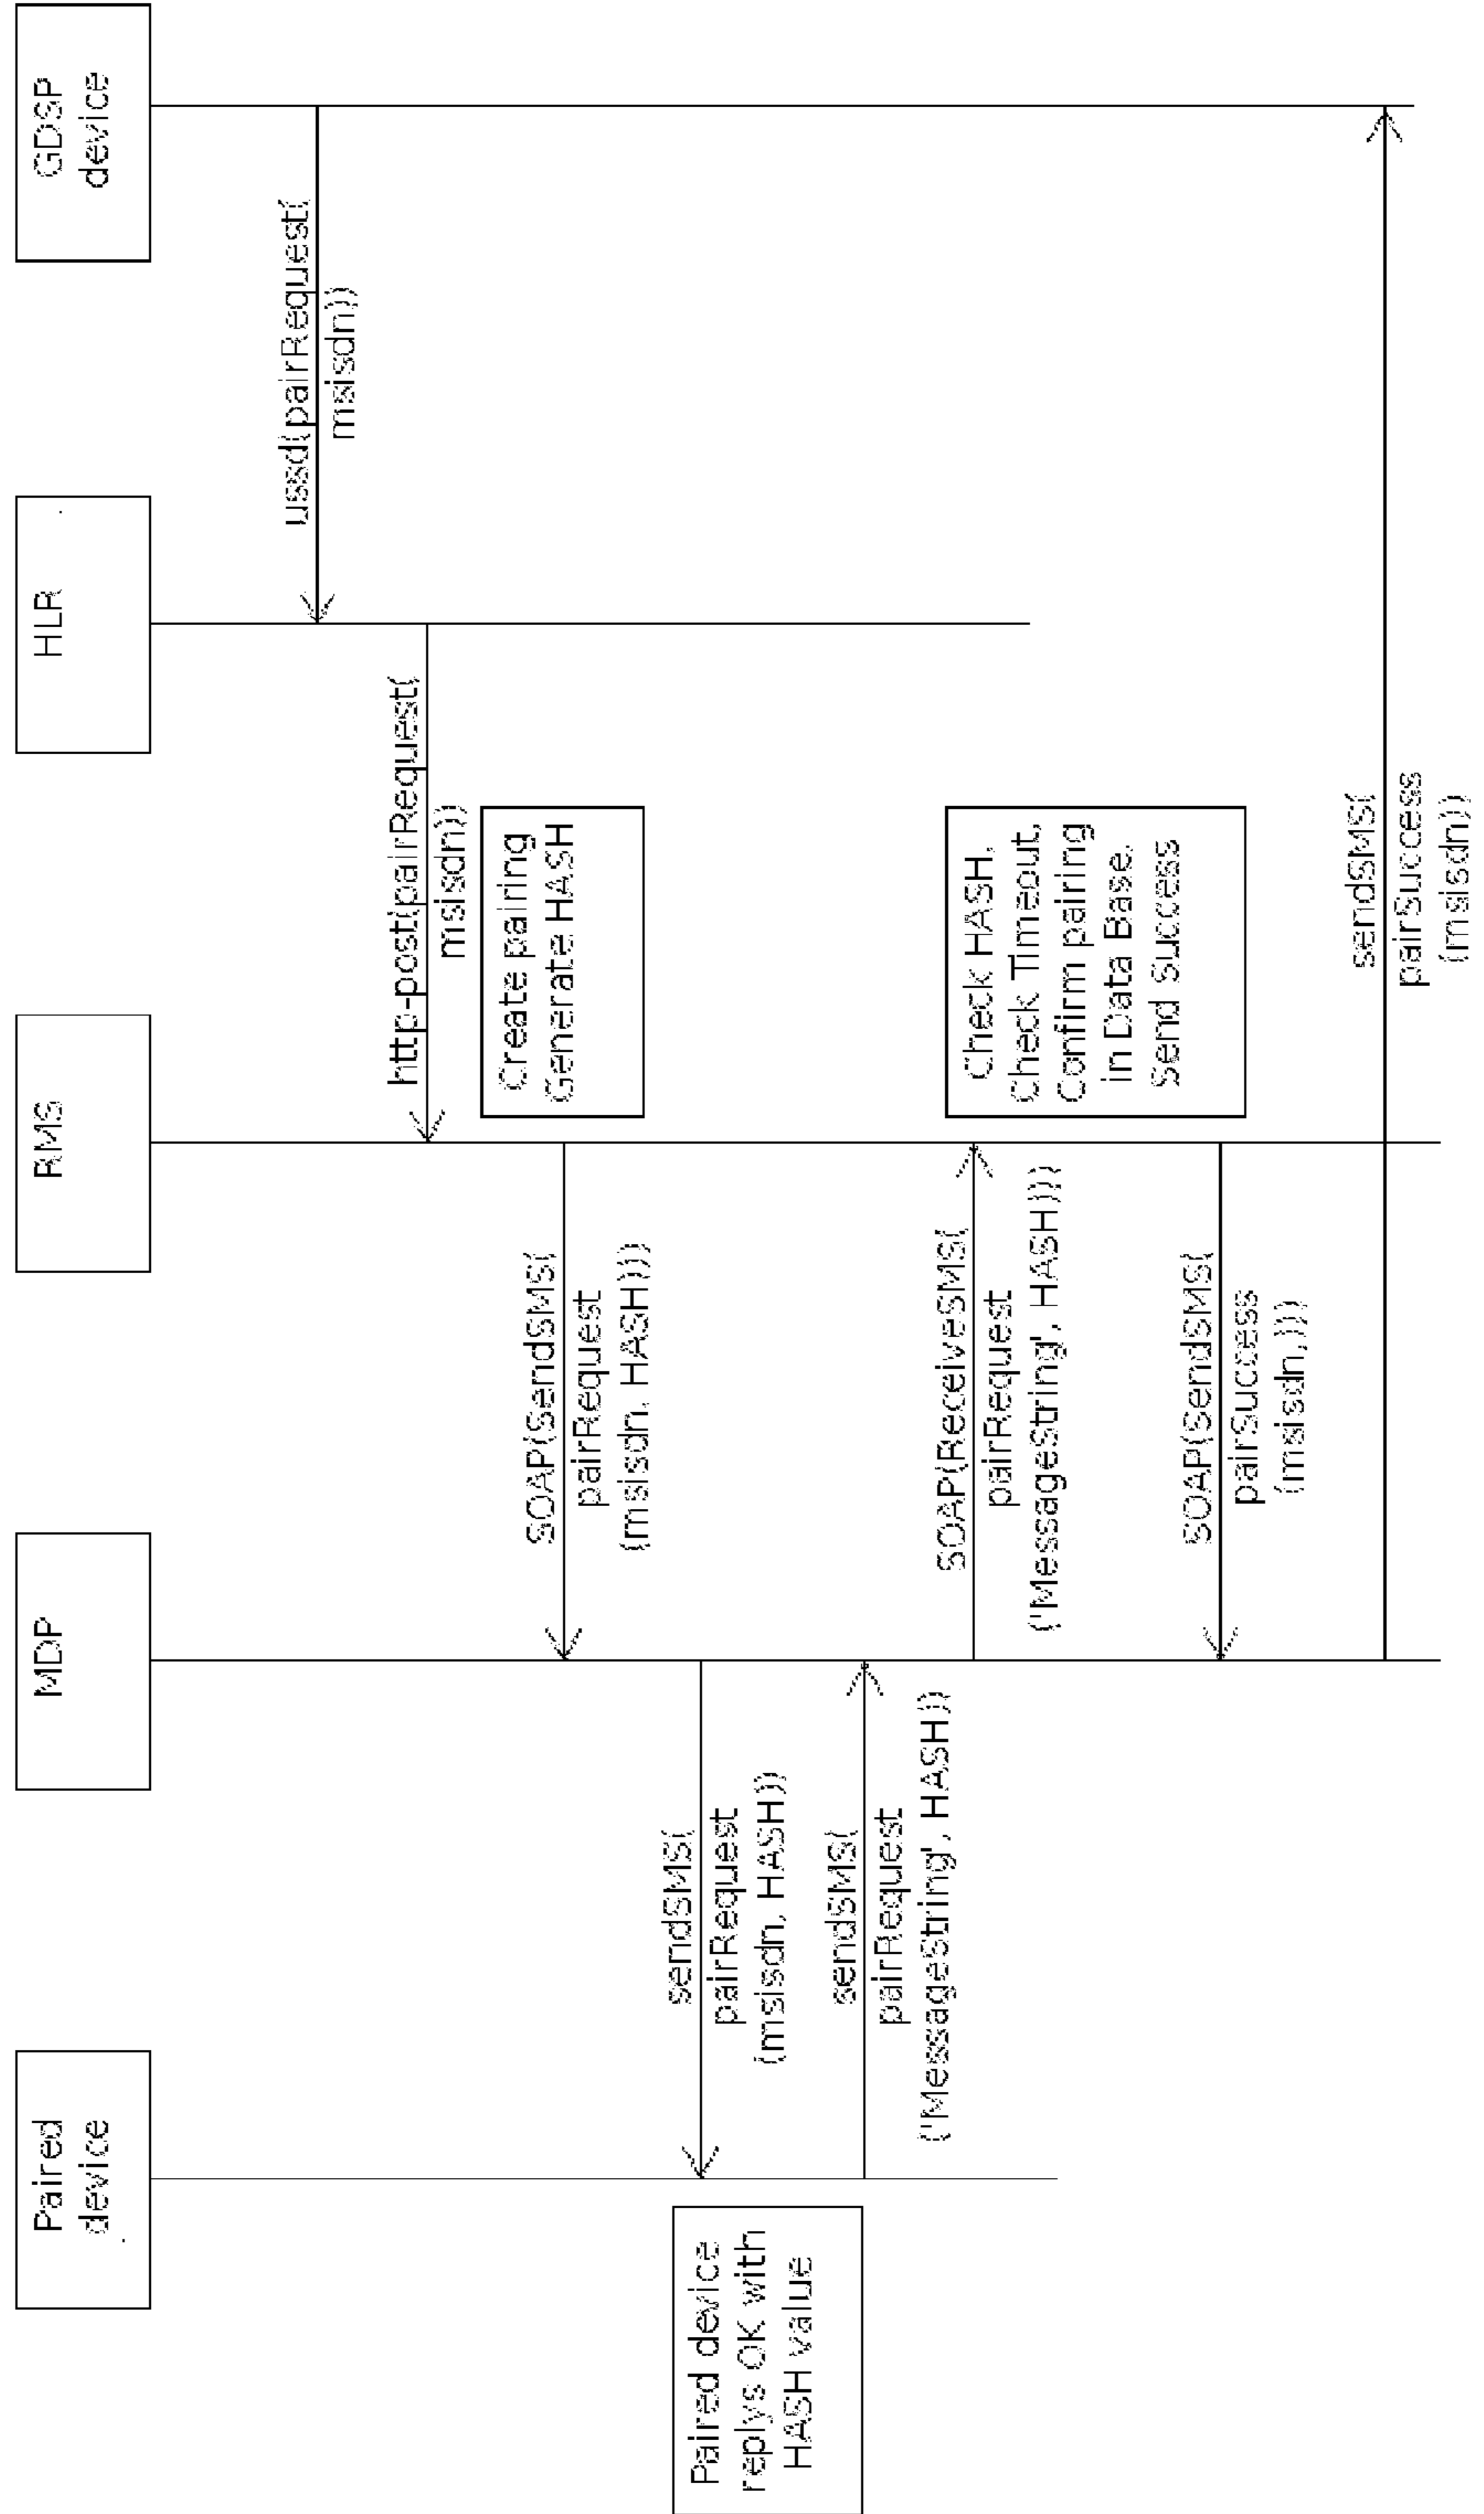 Paired
device
MDP
RMS
HLR
GDSP
device
ussd(pairRequest(
msisdn))
http-post(pairRequest(
msisdn))
Create pairing
Generate HASH
SOAP(SendSMS(
pairRequest
(msisdn, HASH)))
sendSMS(
pairRequest
(msisdn, HASH))
Paired device
replys OK with
HASH value
sendSMS(
pairRequest
('MessageString', HASH))
SOAP(ReceiveSMS(
pairRequest
('MessageString', HASH)))
Check HASH,
Check Timeout,
Confirm pairing
in Data Base.
Send Success
SOAP(SendSMS(
pairSuccess
(msisdn,)))
sendSMS(
pairSuccess
(msisdn))